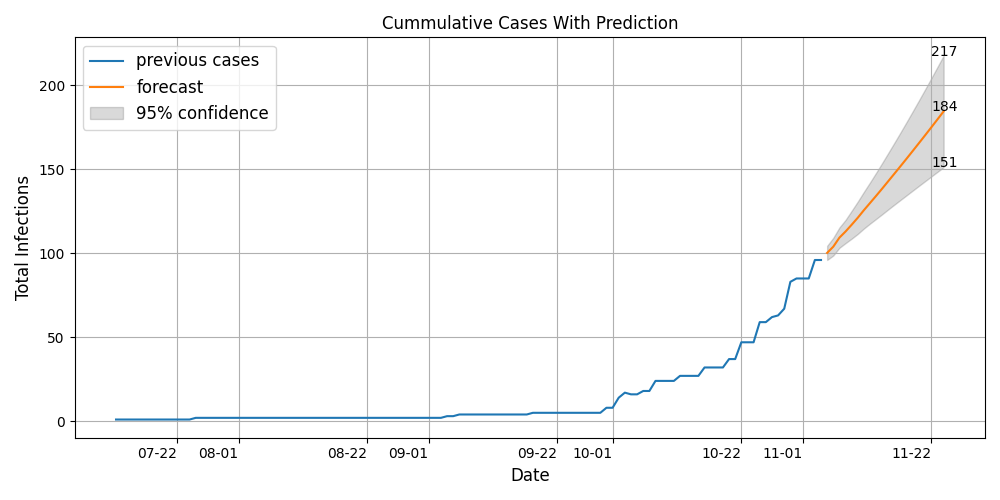 Cummulative Cases With Prediction
previous cases
forecast
95% confidence
217
184
151
Total Infections
200
150
100
50
0
07-22 08-01 08-22 09-01 09-22 10-01 10-22 11-01 11-22
Date